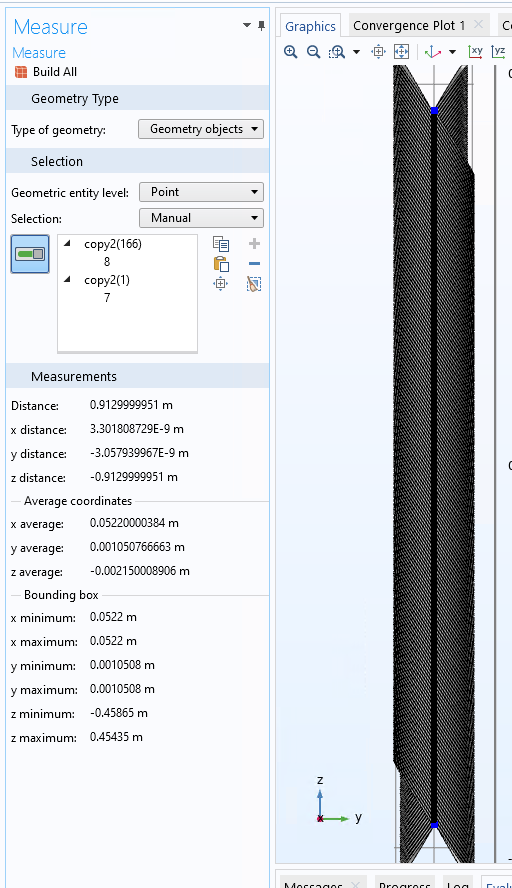 Measure
Measure
Build All
Geometry Type
Type of geometry: Geometry objects
Selection
Geometric entity level: Point
Selection: Manual
copy2(166)
8
copy2(1)
7
Measurements
Distance: 0.9129999951 m
x distance: 3.301808729E-9 m
y distance: -3.057939967E-9 m
z distance: -0.9129999951 m
Average coordinates
x average: 0.05220000384 m
y average: 0.001050766663 m
z average: -0.002150008906 m
Bounding box
x minimum: 0.0522 m
x maximum: 0.0522 m
y minimum: 0.0010508 m
y maximum: 0.0010508 m
z minimum: -0.45865 m
z maximum: 0.45435 m
Graphics Convergence Plot 1
xy yz
z
y
x
Messages Progress Log